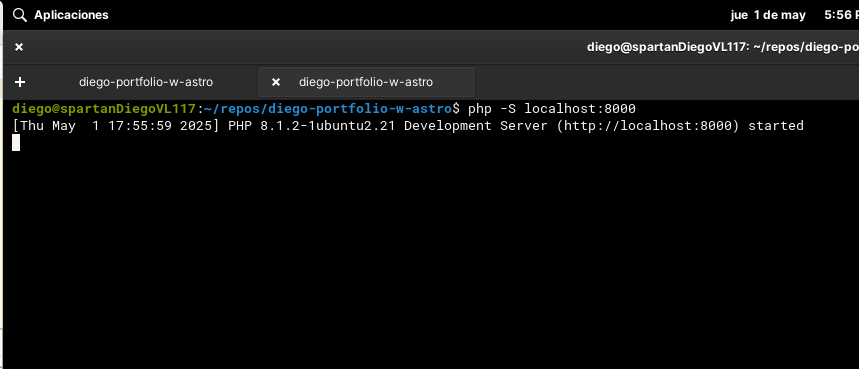 Aplicaciones
jue 1 de may 5:56
diego@spartanDiegoVL117: ~/repos/diego-po
diego-portfolio-w-astro diego-portfolio-w-astro
diego@spartanDiegoVL117:~/repos/diego-portfolio-w-astro$ php -S localhost:8000
[Thu May  1 17:55:59 2025] PHP 8.1.2-1ubuntu2.21 Development Server (http://localhost:8000) started